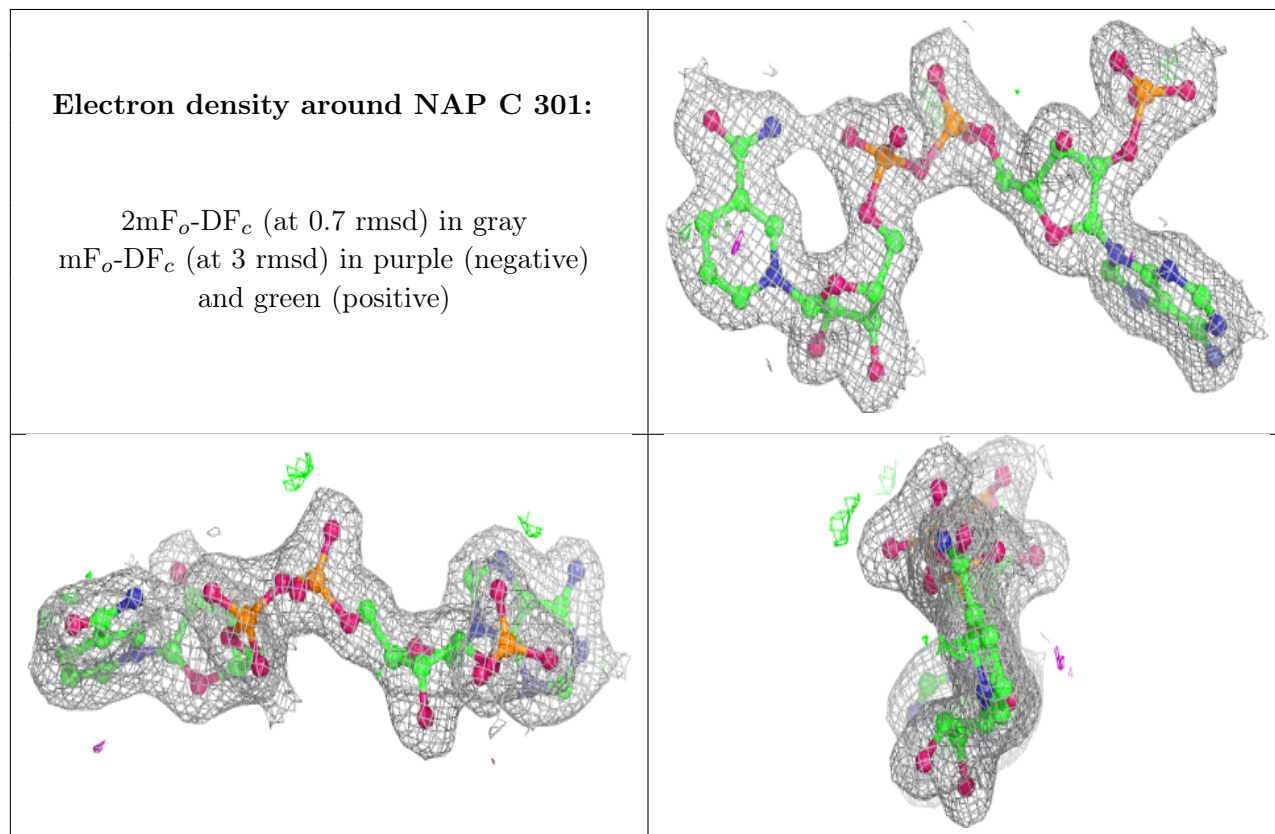 Electron density around NAP C 301:
2mFo-DFc (at 0.7 rmsd) in gray
mFo-DFc (at 3 rmsd) in purple (negative)
and green (positive)